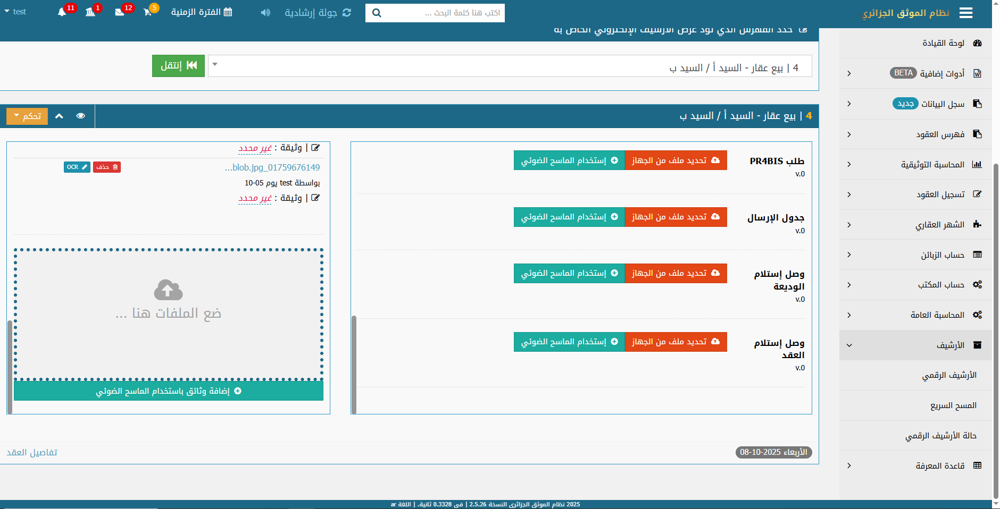 نظام الموثق الجزائري
اكتب هنا كلمة البحث ...
جولة إرشادية
الفترة الزمنية
5
12
1
11
test
حدد الفهرس الذي تود عرض الأرشيف الإلكتروني الخاص به
4 | بيع عقار - السيد أ / السيد ب
إنتقل
4 | بيع عقار - السيد أ / السيد ب
تحكم
طلب PR4BIS
v.0
تحديد ملف من الجهاز
إستخدام الماسح الضوئي
جدول الإرسال
v.0
تحديد ملف من الجهاز
إستخدام الماسح الضوئي
وصل إستلام
الوديعة
v.0
تحديد ملف من الجهاز
إستخدام الماسح الضوئي
وصل إستلام
العقد
v.0
تحديد ملف من الجهاز
إستخدام الماسح الضوئي
| وثيقة : غير محدد
blob.jpg_01759676149...
حذف
OCR
بواسطة test يوم 05-10
| وثيقة : غير محدد
ضع الملفات هنا ...
إضافة وثائق باستخدام الماسح الضوئي
الأربعاء 2025-10-08
تفاصيل العقد
لوحة القيادة
أدوات إضافية BETA
سجل البيانات جديد
فهرس العقود
المحاسبة التوثيقية
تسجيل العقود
الشهر العقاري
حساب الزبائن
حساب المكتب
المحاسبة العامة
الأرشيف
الأرشيف الرقمي
المسح السريع
حالة الأرشيف الرقمي
قاعدة المعرفة
2025 نظام الموثق الجزائري النسخة 2.5.26 | في 0.3328 ثانية. | اللغة ar